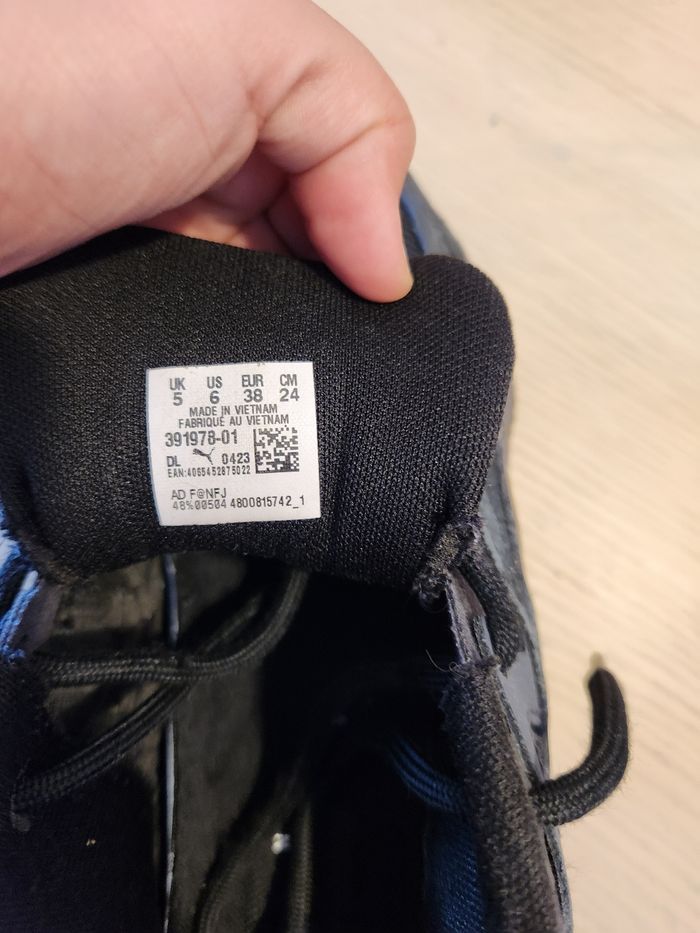 UK US EUR CM
5 6 38 24
MADE IN VIETNAM
FABRIQUÉ AU VIETNAM
391978-01
DL 0423
EAN:4065452875022
AD F@NFJ
48%00504 4800815742_1